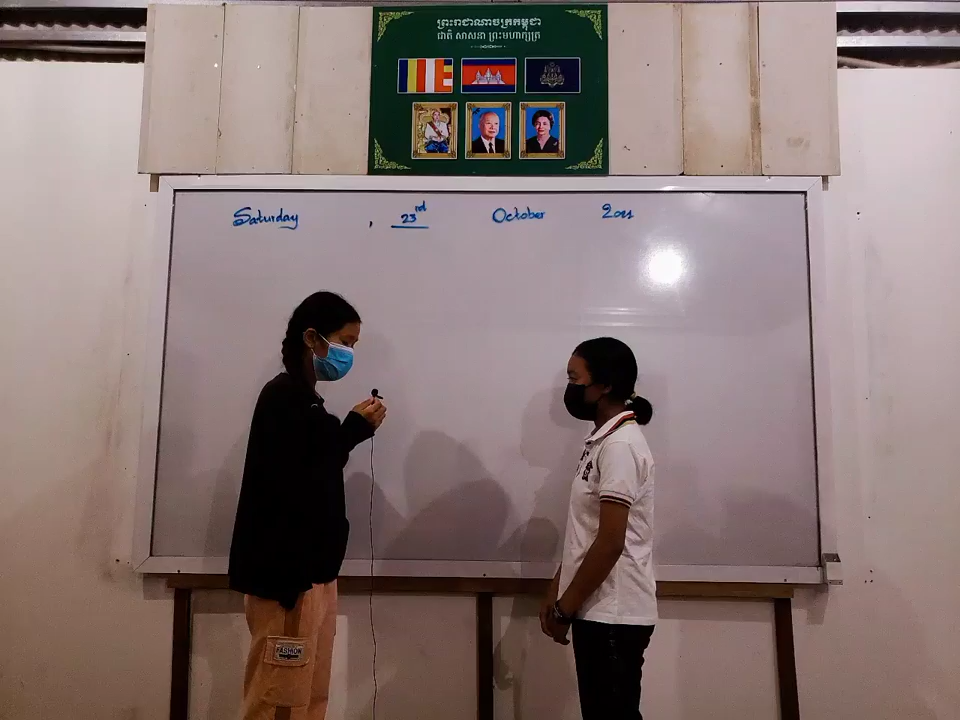 ព្រះរាជាណាចក្រកម្ពុជា
ជាតិ សាសនា ព្រះមហាក្សត្រ
Saturday, 23rd October 2021
FASHION